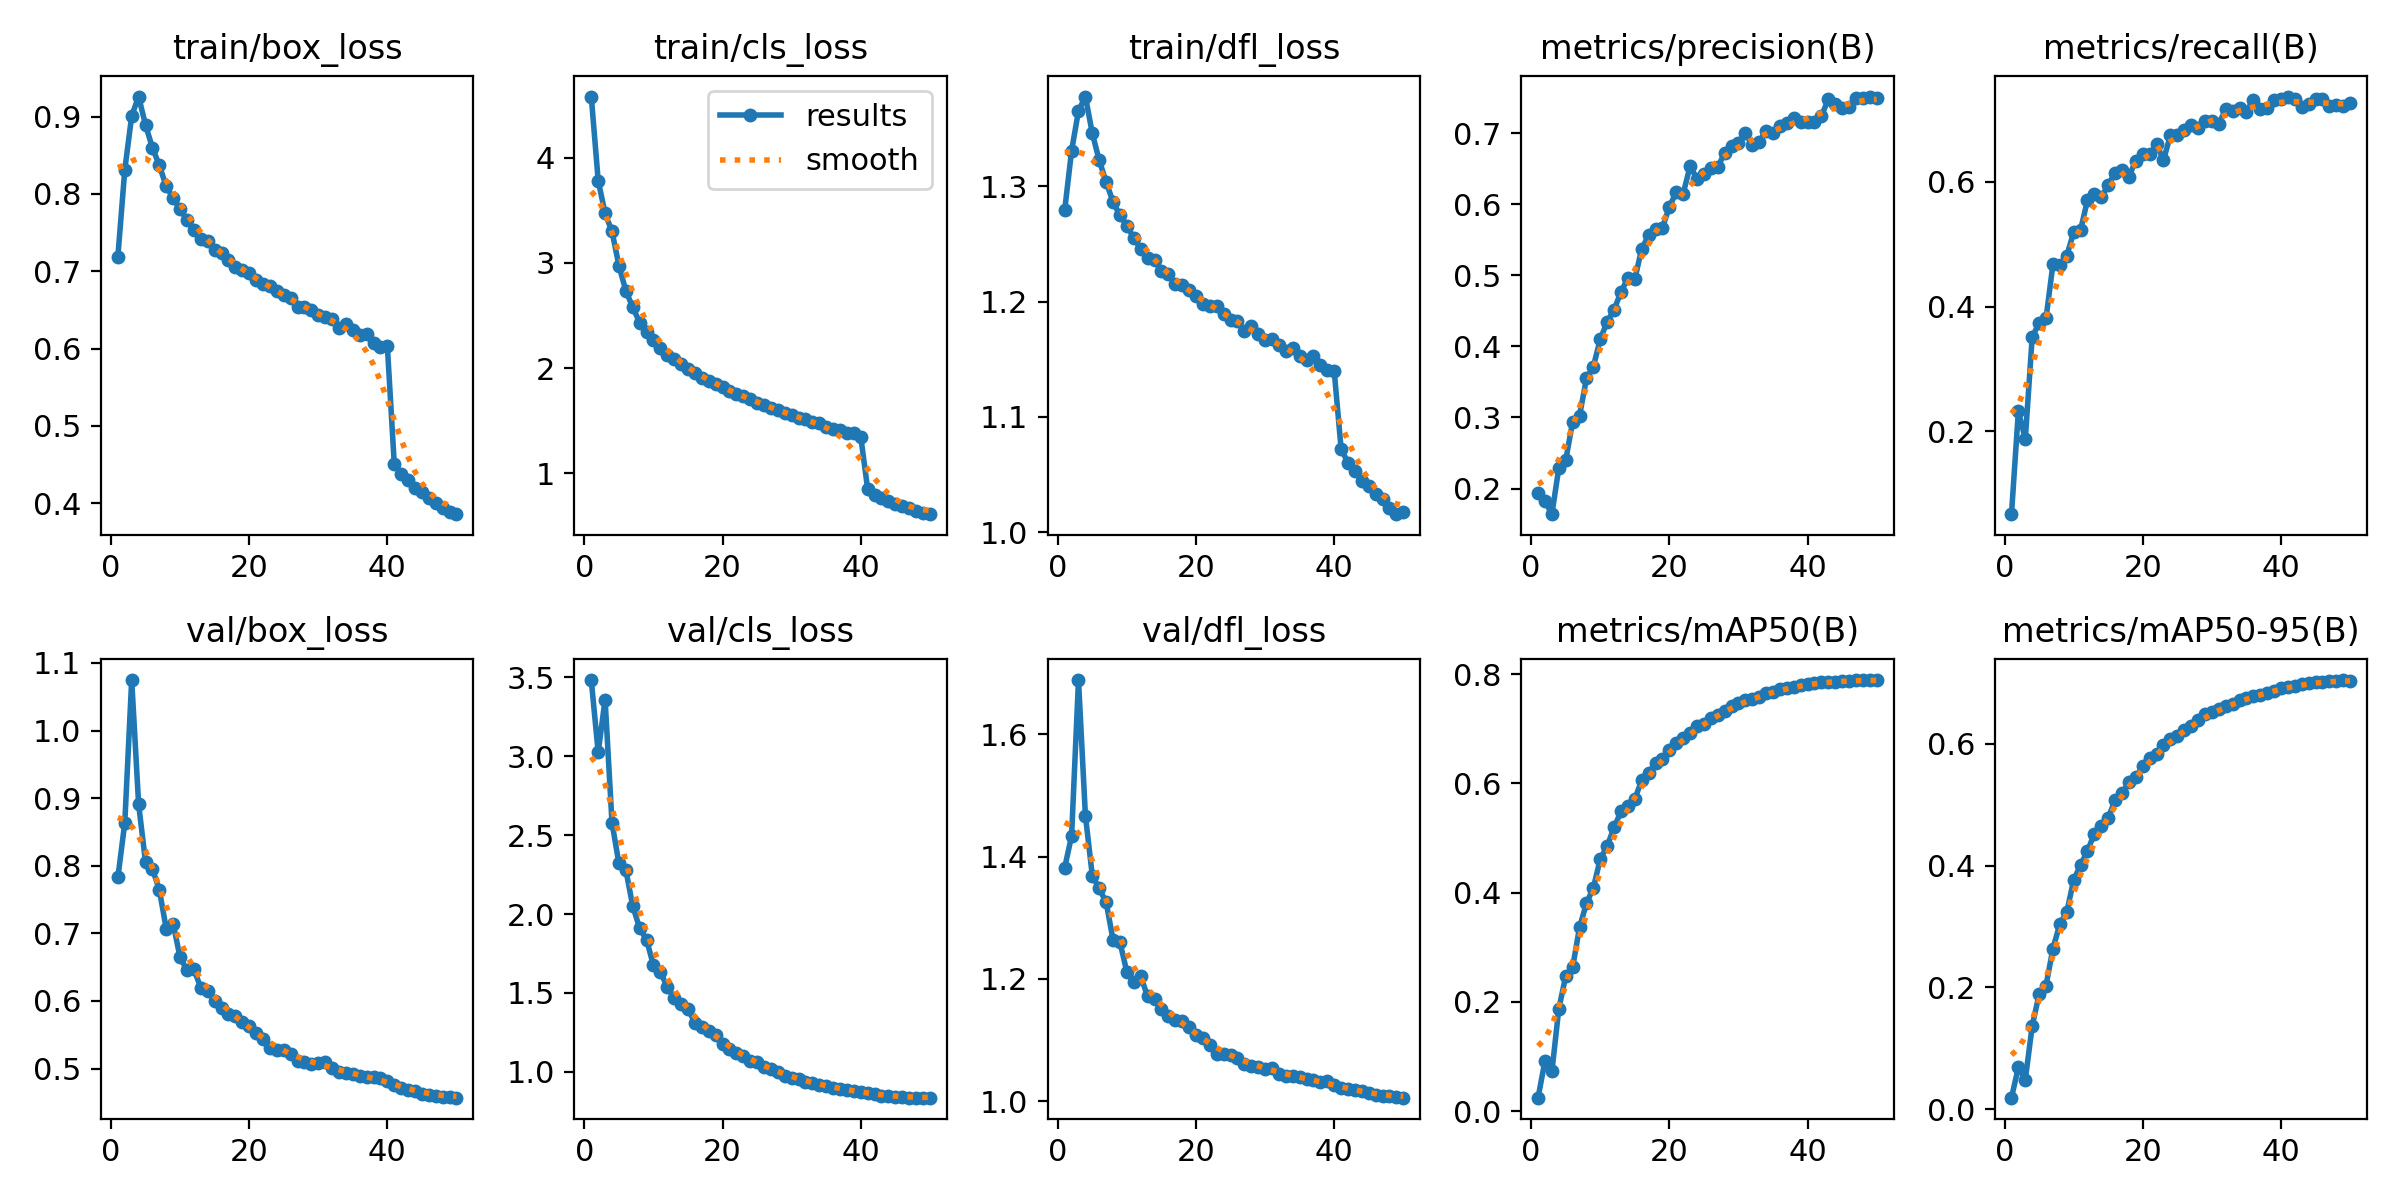 train/box_loss
0.9
0.8
0.7
0.6
0.5
0.4
0 20 40
train/cls_loss
results
smooth
4
3
2
1
0 20 40
train/dfl_loss
1.3
1.2
1.1
1.0
0 20 40
metrics/precision(B)
0.7
0.6
0.5
0.4
0.3
0.2
0 20 40
metrics/recall(B)
0.6
0.4
0.2
0 20 40
val/box_loss
1.1
1.0
0.9
0.8
0.7
0.6
0.5
0 20 40
val/cls_loss
3.5
3.0
2.5
2.0
1.5
1.0
0 20 40
val/dfl_loss
1.6
1.4
1.2
1.0
0 20 40
metrics/mAP50(B)
0.8
0.6
0.4
0.2
0.0
0 20 40
metrics/mAP50-95(B)
0.6
0.4
0.2
0.0
0 20 40